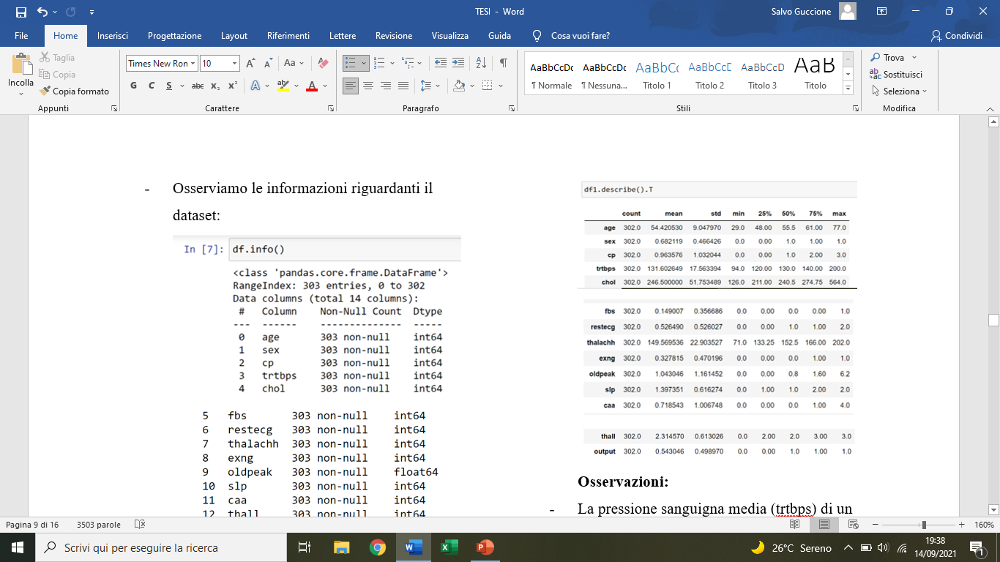 TESI - Word
Salvo Guccione
File Home Inserisci Progettazione Layout Riferimenti Lettere Revisione Visualizza Guida Cosa vuoi fare? Condividi
Incolla
Taglia
Copia
Copia formato
Appunti
Times New Ron 10
Aa
G C S abc x₂ x²
Carattere
Paragrafo
AaBbCcDc AaBbCcDc AaBbCc AaBbCcD AaBbCcD AaB
¶ Normale ¶ Nessuna... Titolo 1 Titolo 2 Titolo 3 Titolo
Stili
Trova
Sostituisci
Seleziona
Modifica
- Osserviamo le informazioni riguardanti il
dataset:
In [7]: df.info()
<class 'pandas.core.frame.DataFrame'>
RangeIndex: 303 entries, 0 to 302
Data columns (total 14 columns):
# Column Non-Null Count Dtype
--- ------ -------------- -----
0 age 303 non-null int64
1 sex 303 non-null int64
2 cp 303 non-null int64
3 trtbps 303 non-null int64
4 chol 303 non-null int64
5 fbs 303 non-null int64
6 restecg 303 non-null int64
7 thalachh 303 non-null int64
8 exng 303 non-null int64
9 oldpeak 303 non-null float64
10 slp 303 non-null int64
11 caa 303 non-null int64
12 thall 303 non-null int64
df1.describe().T
count mean std min 25% 50% 75% max
age 302.0 54.420530 9.047970 29.0 48.00 55.5 61.00 77.0
sex 302.0 0.682119 0.466426 0.0 0.00 1.0 1.00 1.0
cp 302.0 0.963576 1.032044 0.0 0.00 1.0 2.00 3.0
trtbps 302.0 131.602649 17.563394 94.0 120.00 130.0 140.00 200.0
chol 302.0 246.500000 51.753489 126.0 211.00 240.5 274.75 564.0
fbs 302.0 0.149007 0.356686 0.0 0.00 0.0 0.00 1.0
restecg 302.0 0.526490 0.526027 0.0 0.00 1.0 1.00 2.0
thalachh 302.0 149.569536 22.903527 71.0 133.25 152.5 166.00 202.0
exng 302.0 0.327815 0.470196 0.0 0.00 0.0 1.00 1.0
oldpeak 302.0 1.043046 1.161452 0.0 0.00 0.8 1.60 6.2
slp 302.0 1.397351 0.616274 0.0 1.00 1.0 2.00 2.0
caa 302.0 0.718543 1.006748 0.0 0.00 0.0 1.00 4.0
thall 302.0 2.314570 0.613026 0.0 2.00 2.0 3.00 3.0
output 302.0 0.543046 0.498970 0.0 0.00 1.0 1.00 1.0
Osservazioni:
- La pressione sanguigna media (trtbps) di un
Pagina 9 di 16 3503 parole
160%
Scrivi qui per eseguire la ricerca
26°C Sereno
19:38
14/09/2021
1